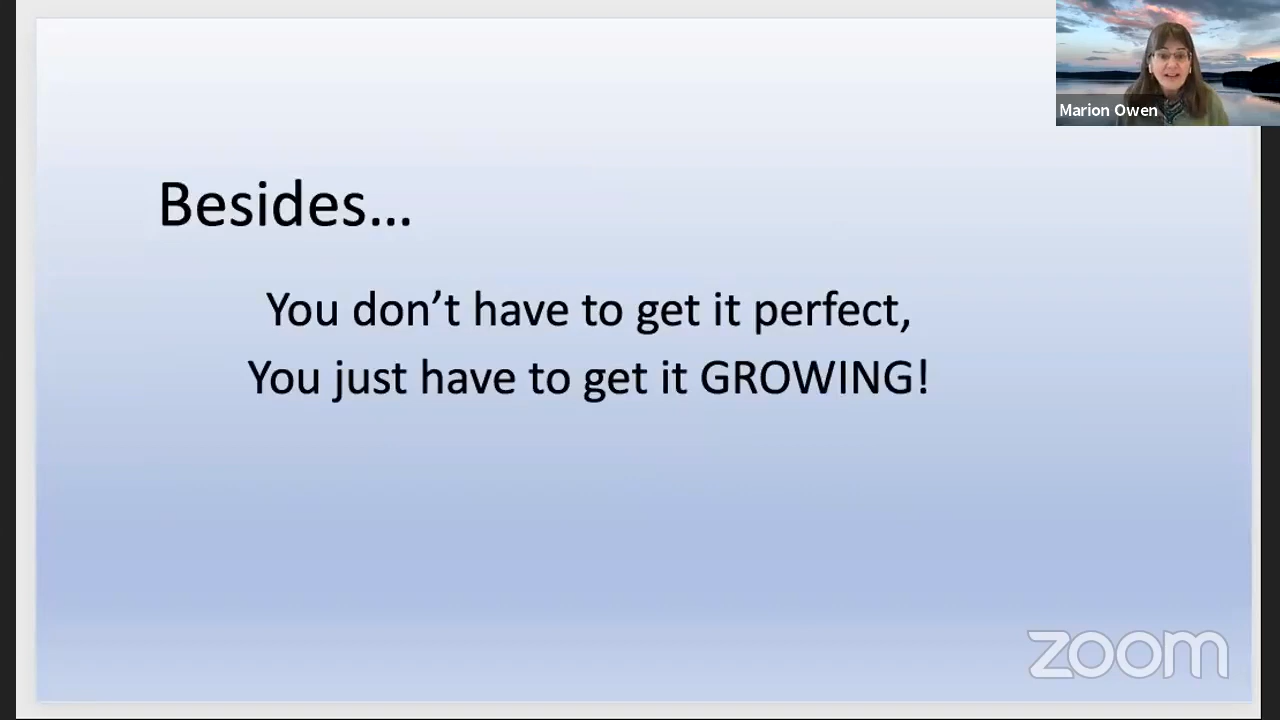 Marion Owen
Besides...
You don’t have to get it perfect,
You just have to get it GROWING!
zoom